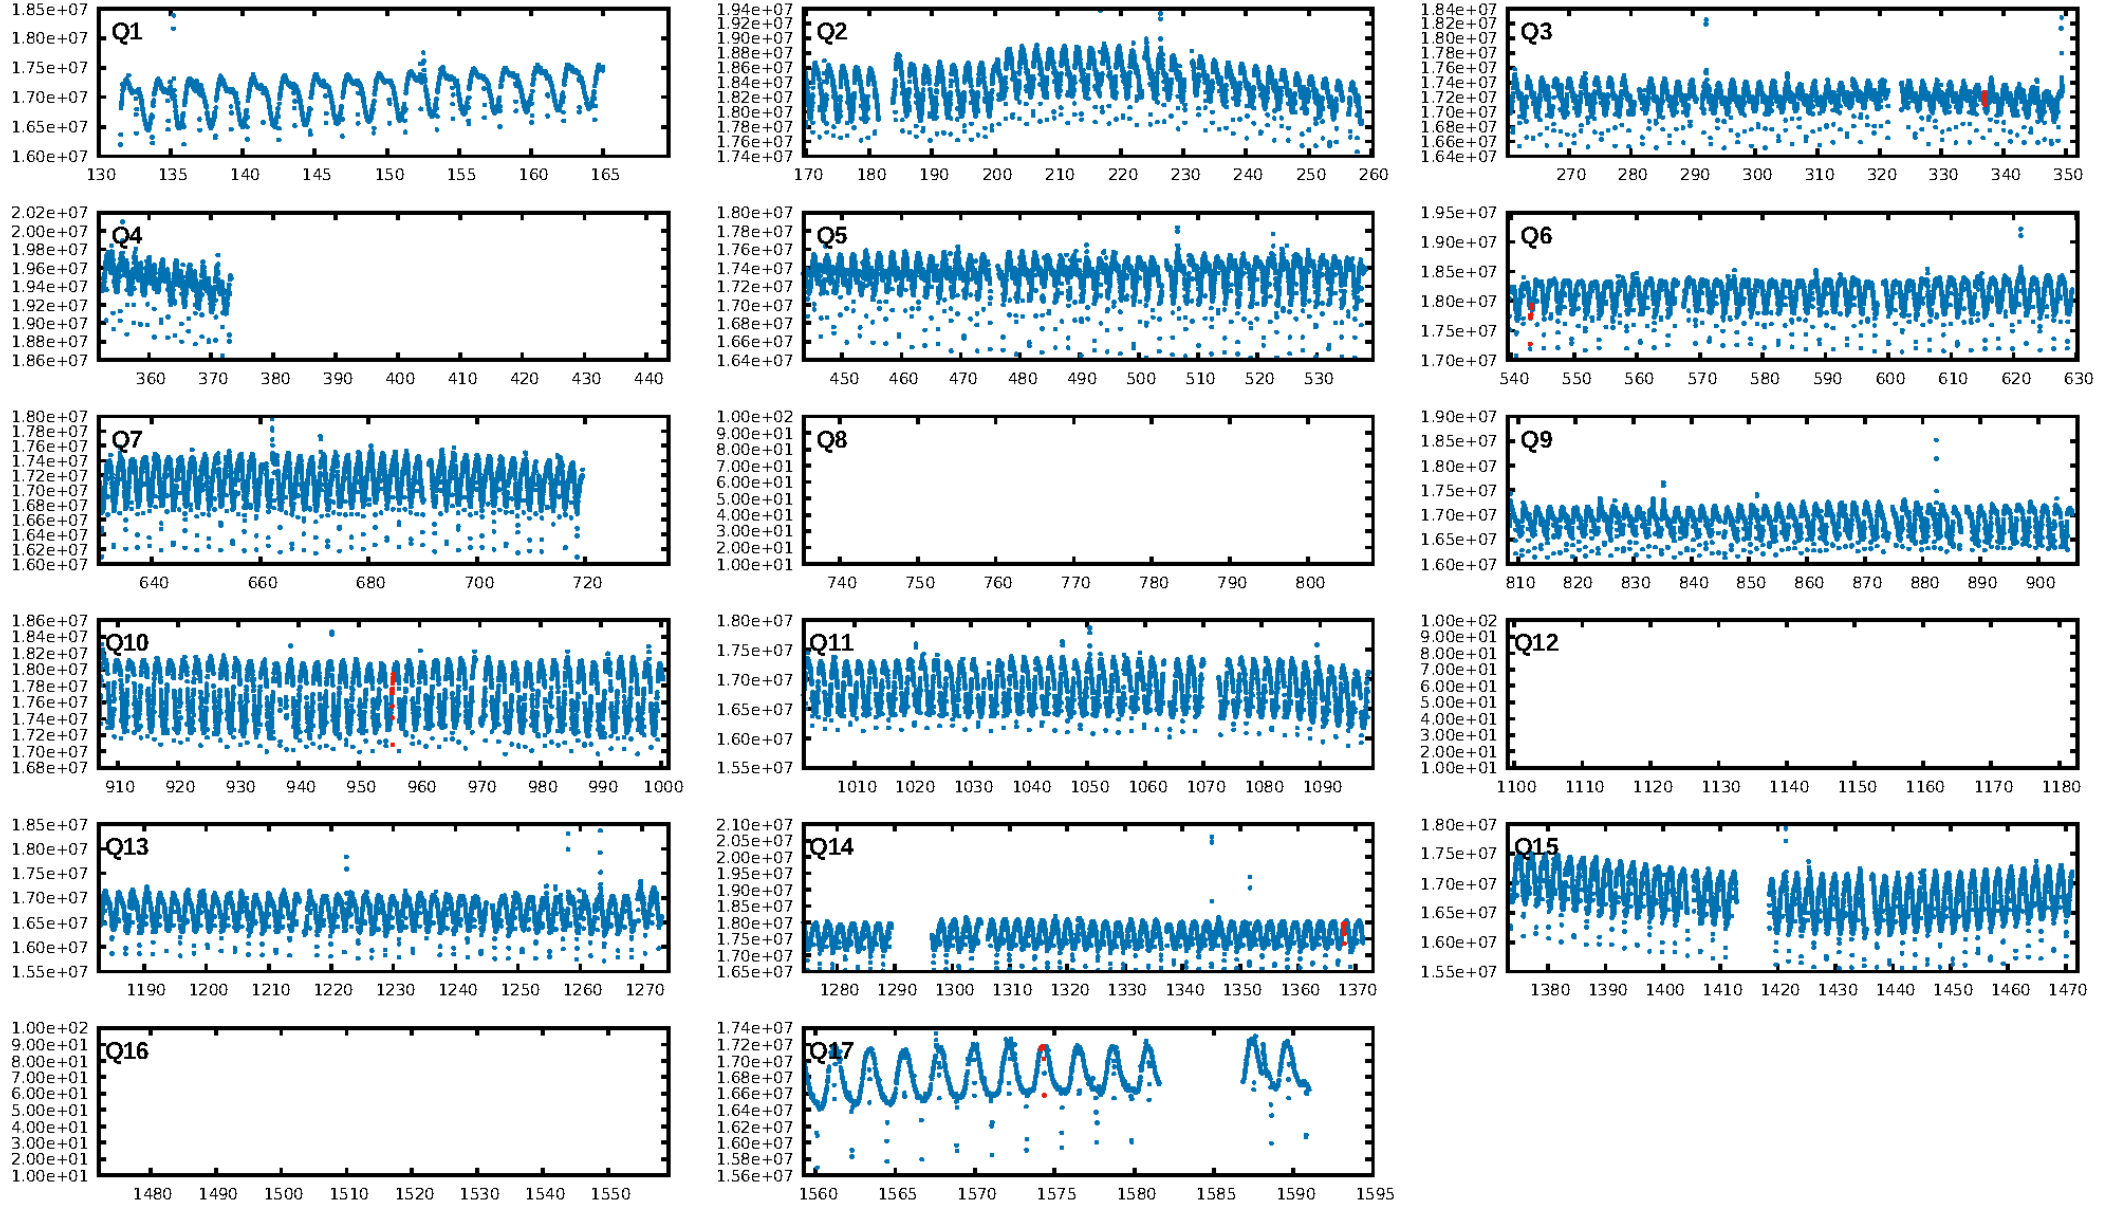 1.85e+07 1.80e+07 1.75e+07 1.70e+07 1.65e+07 1.60e+07
Q1
130 135 140 145 150 155 160 165
1.94e+07 1.92e+07 1.90e+07 1.88e+07 1.86e+07 1.84e+07 1.82e+07 1.80e+07 1.78e+07 1.76e+07 1.74e+07
Q2
170 180 190 200 210 220 230 240 250 260
1.84e+07 1.82e+07 1.80e+07 1.78e+07 1.76e+07 1.74e+07 1.72e+07 1.70e+07 1.68e+07 1.66e+07 1.64e+07
Q3
270 280 290 300 310 320 330 340 350
2.02e+07 2.00e+07 1.98e+07 1.96e+07 1.94e+07 1.92e+07 1.90e+07 1.88e+07 1.86e+07
Q4
360 370 380 390 400 410 420 430 440
1.80e+07 1.78e+07 1.76e+07 1.74e+07 1.72e+07 1.70e+07 1.68e+07 1.66e+07 1.64e+07
Q5
450 460 470 480 490 500 510 520 530
1.95e+07 1.90e+07 1.85e+07 1.80e+07 1.75e+07 1.70e+07
Q6
540 550 560 570 580 590 600 610 620 630
1.80e+07 1.78e+07 1.76e+07 1.74e+07 1.72e+07 1.70e+07 1.68e+07 1.66e+07 1.64e+07 1.62e+07 1.60e+07
Q7
640 660 680 700 720
1.00e+02 9.00e+01 8.00e+01 7.00e+01 6.00e+01 5.00e+01 4.00e+01 3.00e+01 2.00e+01 1.00e+01
Q8
740 750 760 770 780 790 800
1.90e+07 1.85e+07 1.80e+07 1.75e+07 1.70e+07 1.65e+07 1.60e+07
Q9
810 820 830 840 850 860 870 880 890 900
1.86e+07 1.84e+07 1.82e+07 1.80e+07 1.78e+07 1.76e+07 1.74e+07 1.72e+07 1.70e+07 1.68e+07
Q10
910 920 930 940 950 960 970 980 990 1000
1.80e+07 1.75e+07 1.70e+07 1.65e+07 1.60e+07 1.55e+07
Q11
1010 1020 1030 1040 1050 1060 1070 1080 1090
1.00e+02 9.00e+01 8.00e+01 7.00e+01 6.00e+01 5.00e+01 4.00e+01 3.00e+01 2.00e+01 1.00e+01
Q12
1100 1110 1120 1130 1140 1150 1160 1170 1180
1.85e+07 1.80e+07 1.75e+07 1.70e+07 1.65e+07 1.60e+07 1.55e+07
Q13
1190 1200 1210 1220 1230 1240 1250 1260 1270
2.10e+07 2.05e+07 2.00e+07 1.95e+07 1.90e+07 1.85e+07 1.80e+07 1.75e+07 1.70e+07 1.65e+07
Q14
1280 1290 1300 1310 1320 1330 1340 1350 1360 1370
1.80e+07 1.75e+07 1.70e+07 1.65e+07 1.60e+07 1.55e+07
Q15
1380 1390 1400 1410 1420 1430 1440 1450 1460 1470
1.00e+02 9.00e+01 8.00e+01 7.00e+01 6.00e+01 5.00e+01 4.00e+01 3.00e+01 2.00e+01 1.00e+01
Q16
1480 1490 1500 1510 1520 1530 1540 1550
1.74e+07 1.72e+07 1.70e+07 1.68e+07 1.66e+07 1.64e+07 1.62e+07 1.60e+07 1.58e+07 1.56e+07
Q17
1560 1565 1570 1575 1580 1585 1590 1595